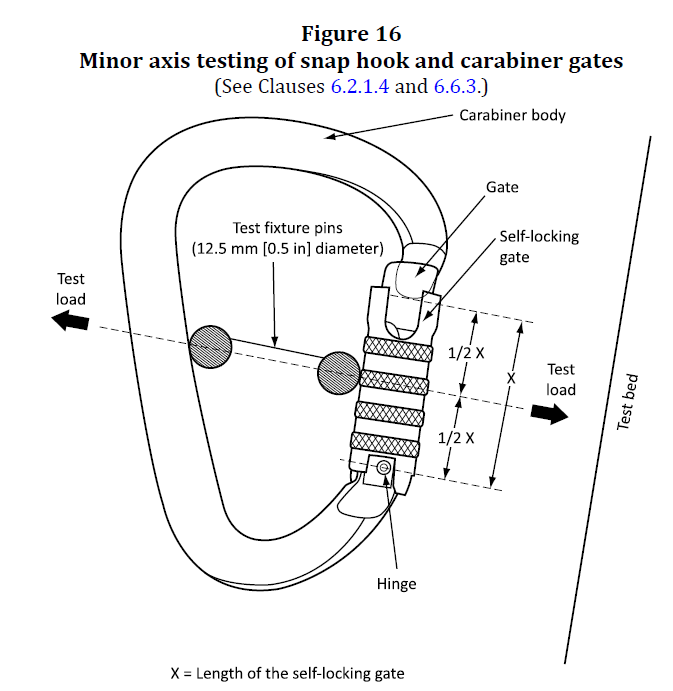 Figure 16
Minor axis testing of snap hook and carabiner gates
(See Clauses 6.2.1.4 and 6.6.3.)
Carabiner body
Gate
Test fixture pins
(12.5 mm [0.5 in] diameter)
Self-locking
gate
Test
load
1/2 X
X
Test
load
Test bed
1/2 X
Hinge
X = Length of the self-locking gate